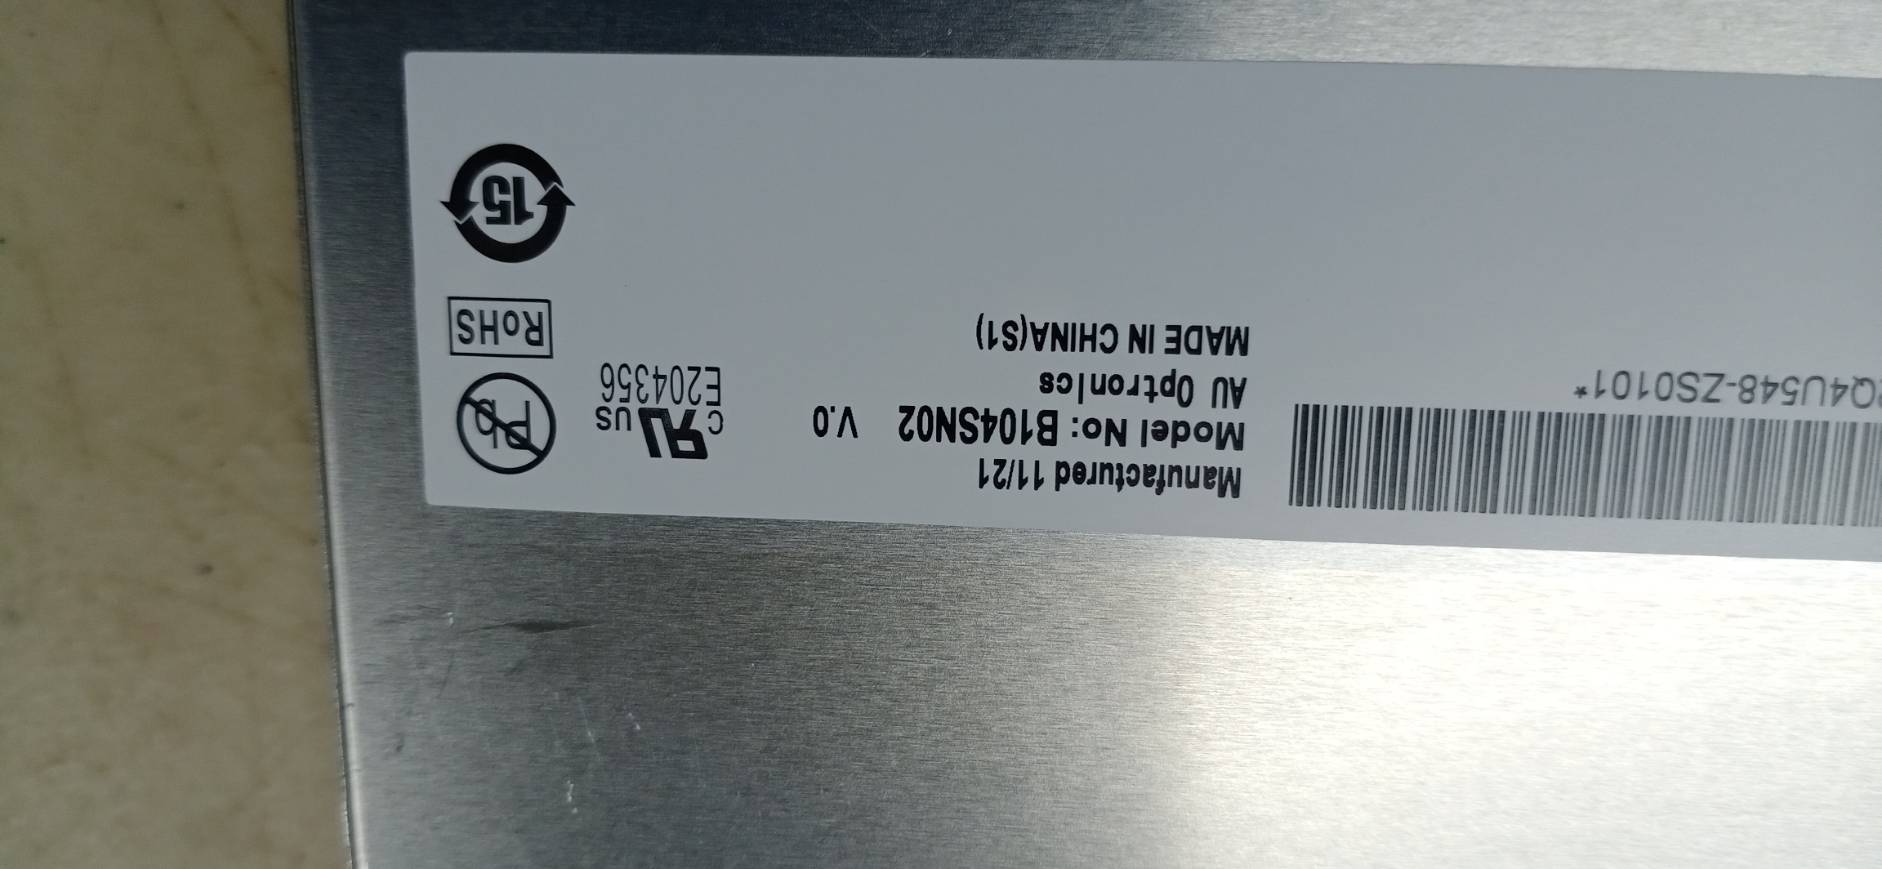 *Q4U548-ZS0101*
Manufactured 11/21
Model No: B104SN02 V.0
AU Optronics
MADE IN CHINA(S1)
c RU US
E204356
Pb
RoHS
15